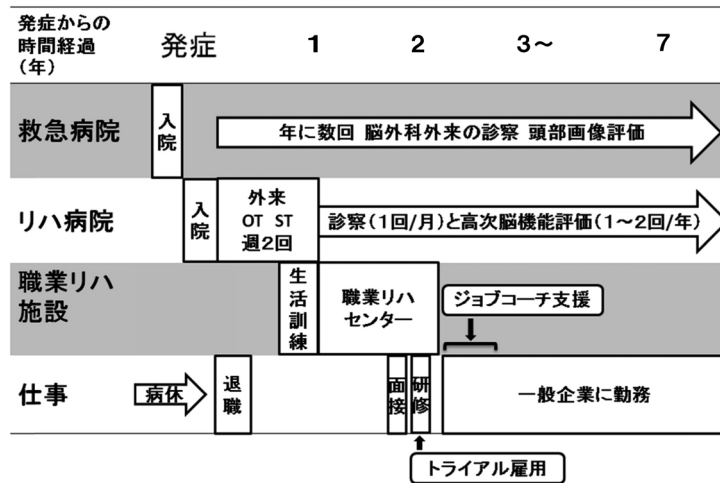 発症からの
時間経過
（年）
発症
1
2
3～
7
救急病院
入院
年に数回 脳外科外来の診察 頭部画像評価
リハ病院
入院
外来
OT ST
週2回
診察（1回/月）と高次脳機能評価（1～2回/年）
職業リハ
施設
生活訓練
職業リハ
センター
ジョブコーチ支援
仕事
病休
退職
面接
研修
一般企業に勤務
トライアル雇用